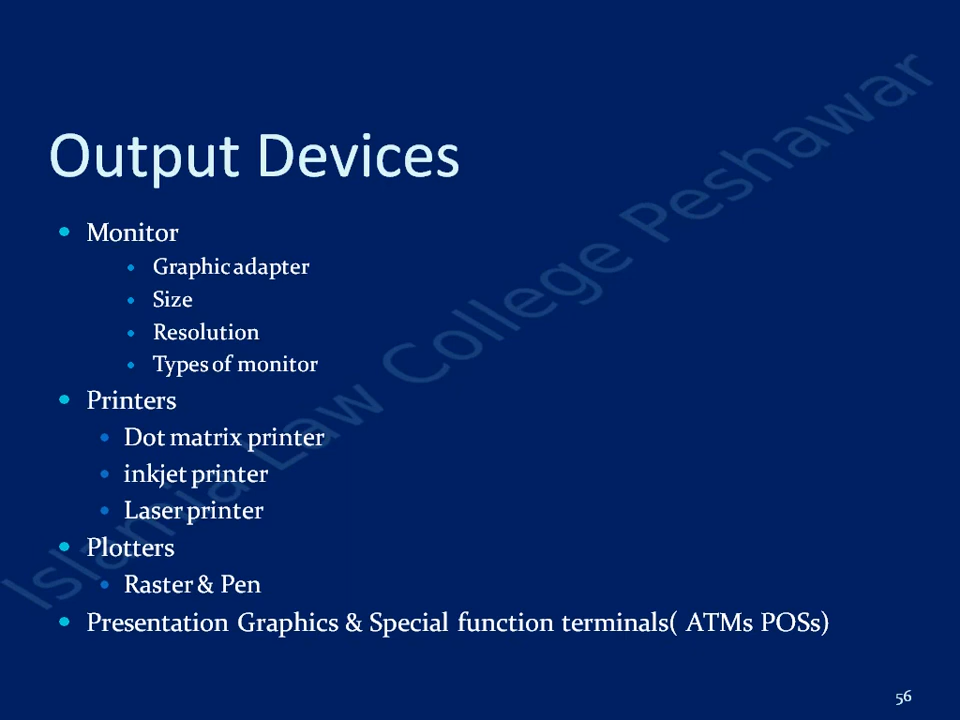 Output Devices
Monitor
Graphic adapter
Size
Resolution
Types of monitor
Printers
Dot matrix printer
inkjet printer
Laser printer
Plotters
Raster & Pen
Presentation Graphics & Special function terminals( ATMs POSs)
Islamia Law College Peshawar
56